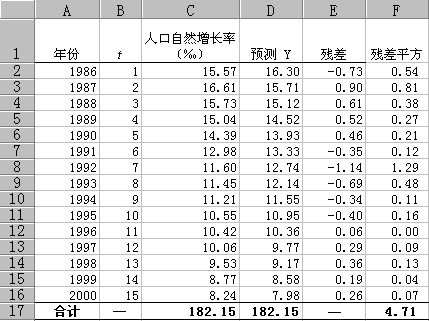 A B C D E F
1 年份 t 人口自然增长率 (‰) 预测 Y 残差 残差平方
2 1986 1 15.57 16.30 -0.73 0.54
3 1987 2 16.61 15.71 0.90 0.81
4 1988 3 15.73 15.12 0.61 0.38
5 1989 4 15.04 14.52 0.52 0.27
6 1990 5 14.39 13.93 0.46 0.21
7 1991 6 12.98 13.33 -0.35 0.12
8 1992 7 11.60 12.74 -1.14 1.29
9 1993 8 11.45 12.14 -0.69 0.48
10 1994 9 11.21 11.55 -0.34 0.11
11 1995 10 10.55 10.95 -0.40 0.16
12 1996 11 10.42 10.36 0.06 0.00
13 1997 12 10.06 9.77 0.29 0.09
14 1998 13 9.53 9.17 0.36 0.13
15 1999 14 8.77 8.58 0.19 0.04
16 2000 15 8.24 7.98 0.26 0.07
17 合计 — 182.15 182.15 — 4.71